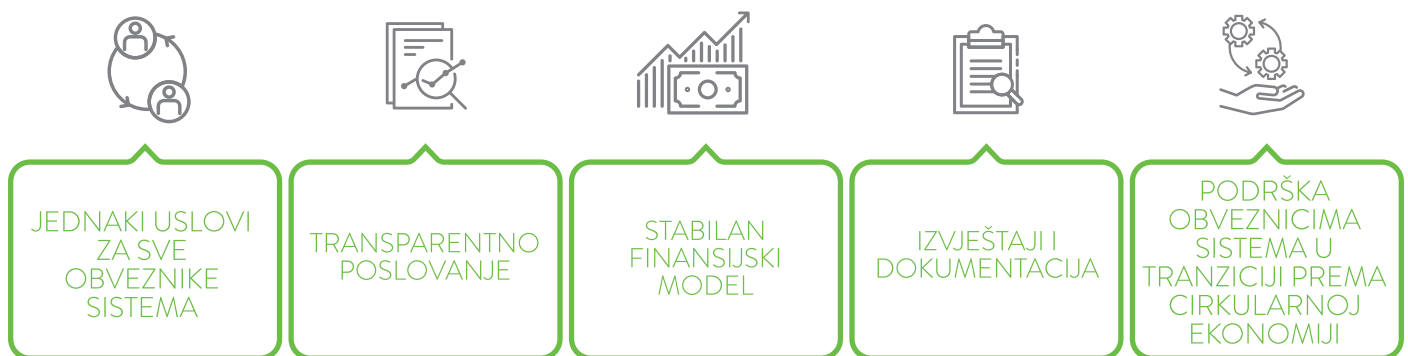 JEDNAKI USLOVI
ZA SVE
OBVEZNIKE
SISTEMA
TRANSPARENTNO
POSLOVANJE
STABILAN
FINANSIJSKI
MODEL
IZVJEŠTAJI I
DOKUMENTACIJA
PODRŠKA
OBVEZNICIMA
SISTEMA U
TRANZICIJI PREMA
CIRKULARNOJ
EKONOMIJI